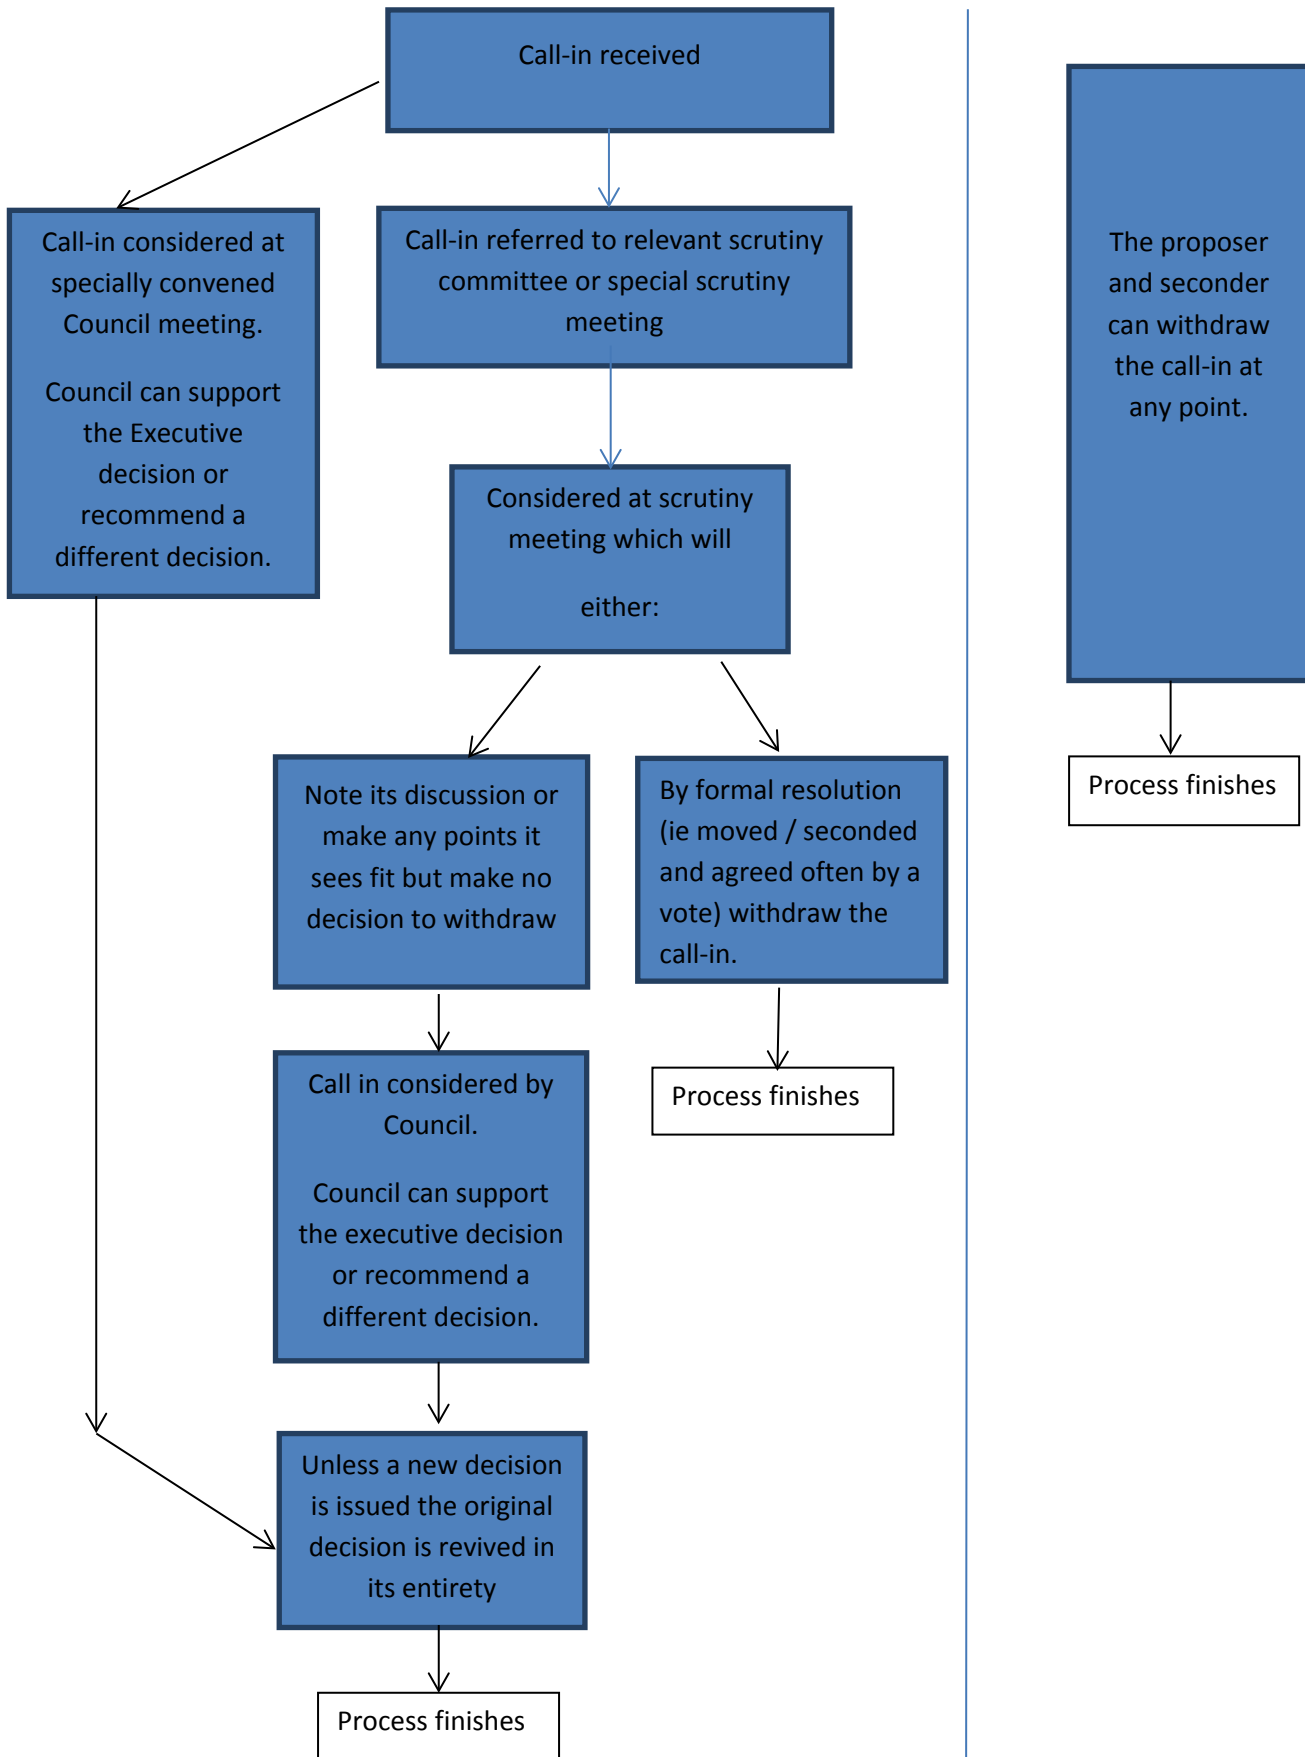 Call-in received
Call-in considered at
specially convened
Council meeting.
Council can support
the Executive
decision or
recommend a
different decision.
Call-in referred to relevant scrutiny
committee or special scrutiny
meeting
Considered at scrutiny
meeting which will
either:
Note its discussion or
make any points it
sees fit but make no
decision to withdraw
By formal resolution
(ie moved / seconded
and agreed often by a
vote) withdraw the
call-in.
Process finishes
Call in considered by
Council.
Council can support
the executive decision
or recommend a
different decision.
Unless a new decision
is issued the original
decision is revived in
its entirety
Process finishes
The proposer
and seconder
can withdraw
the call-in at
any point.
Process finishes